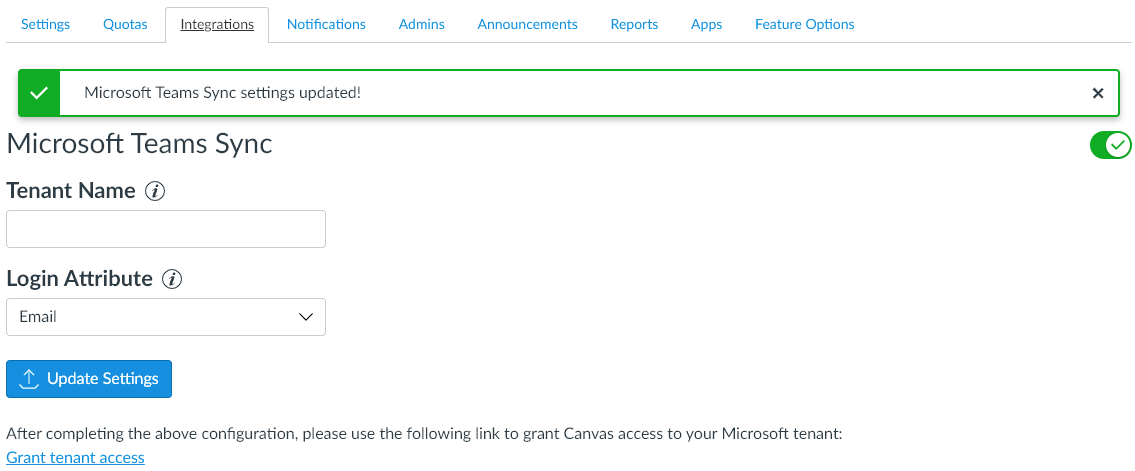 Settings Quotas Integrations Notifications Admins Announcements Reports Apps Feature Options
Microsoft Teams Sync settings updated!
Microsoft Teams Sync
Tenant Name
Login Attribute
Email
Update Settings
After completing the above configuration, please use the following link to grant Canvas access to your Microsoft tenant:
Grant tenant access